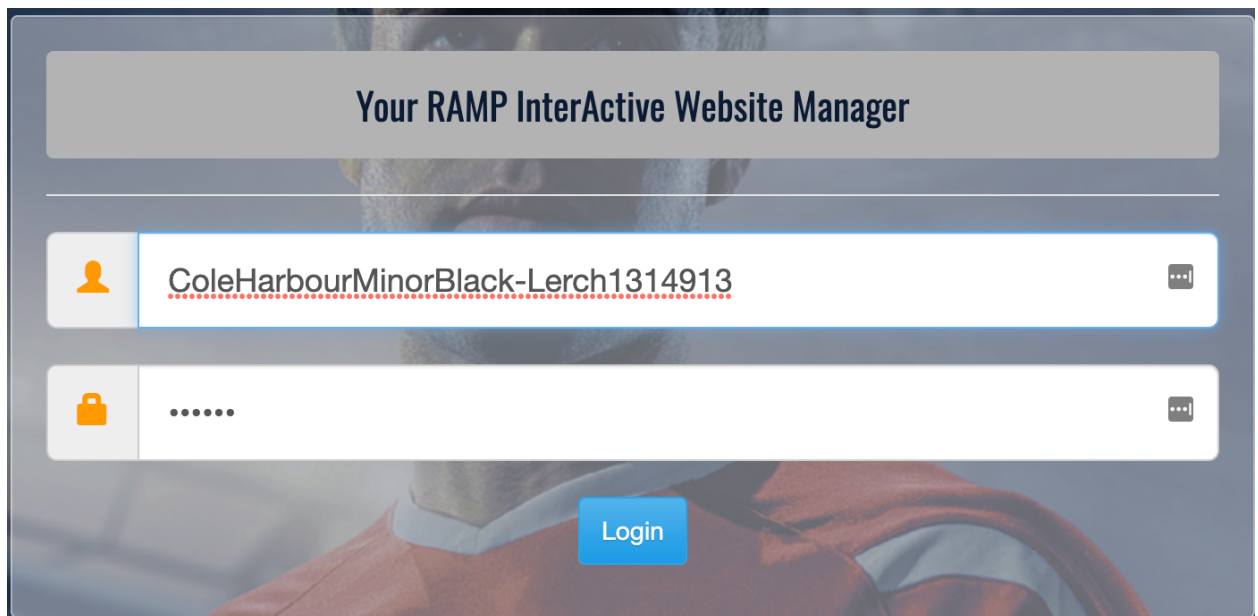 Your RAMP InterActive Website Manager
ColeHarbourMinorBlack-Lerch1314913
••••••
Login